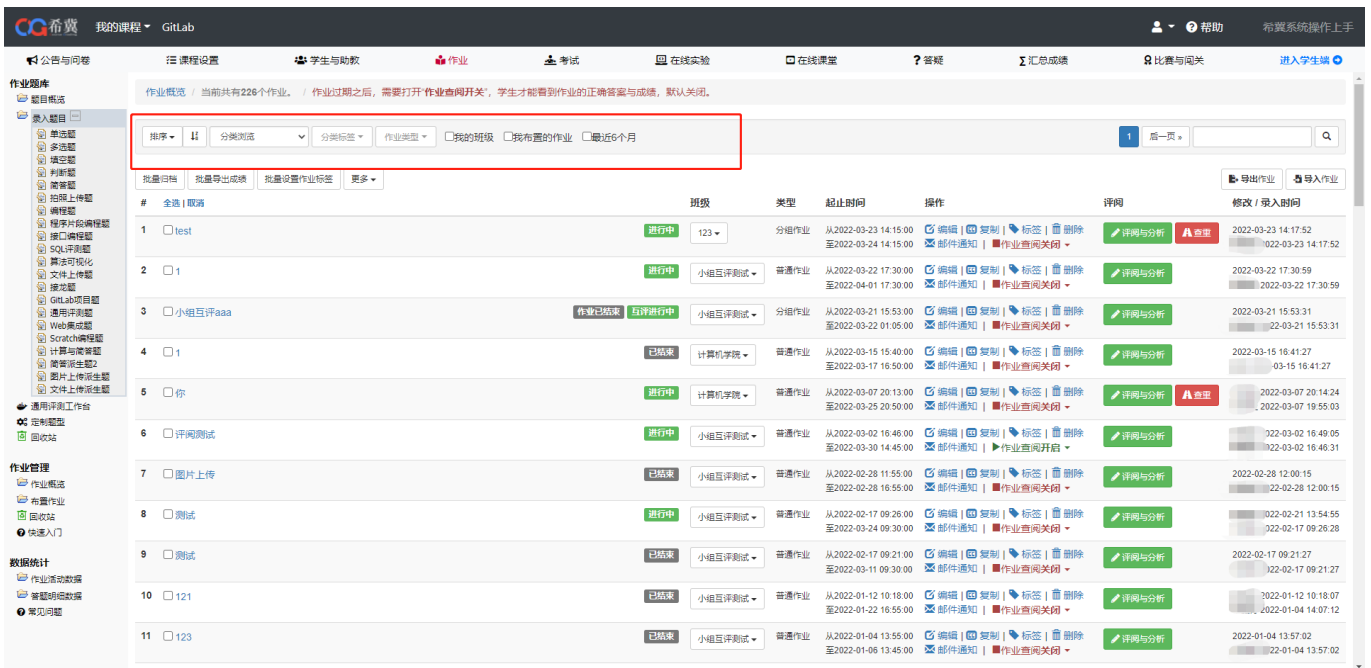 CG希冀 我的课程 GitLab 帮助 希冀系统操作上手
公告与问卷 课程设置 学生与助教 作业 考试 在线实验 在线课堂 答疑 汇总成绩 比赛与闯关 进入学生端
作业题库
题目概览
录入题目
单选题
多选题
填空题
判断题
简答题
拍照上传题
编程题
程序片段编程题
接口编程题
SQL评测题
算法可视化
文件上传题
接龙题
GitLab项目题
通用评测题
Web集成题
Scratch编程题
计算与简答题
简答派生题2
图片上传派生题
文件上传派生题
通用评测工作台
定制题型
回收站
作业管理
作业概览
布置作业
回收站
快速入门
数据统计
作业活动数据
答题明细数据
常见问题
作业概览 / 当前共有226个作业。 / 作业过期之后，需要打开“作业查阅开关”，学生才能看到作业的正确答案与成绩，默认关闭。
排序 分类浏览 分类标签 作业类型 我的班级 我布置的作业 最近6个月 1 后一页 »
批量归档 批量导出成绩 批量设置作业标签 更多 导出作业 导入作业
# 全选 | 取消 班级 类型 起止时间 操作 评阅 修改 / 录入时间
1 test 进行中 123 分组作业 从2022-03-23 14:15:00 编辑 | 复制 | 标签 | 删除 评阅与分析 查重 2022-03-23 14:17:52
至2022-03-24 14:15:00 邮件通知 | 作业查阅关闭 022-03-23 14:17:52
2 1 进行中 小组互评测试 普通作业 从2022-03-22 17:30:00 编辑 | 复制 | 标签 | 删除 评阅与分析 2022-03-22 17:30:59
至2022-04-01 17:30:00 邮件通知 | 作业查阅关闭 2022-03-22 17:30:59
3 小组互评aaa 作业已结束 互评进行中 小组互评测试 分组作业 从2022-03-21 15:53:00 编辑 | 复制 | 标签 | 删除 评阅与分析 2022-03-21 15:53:31
至2022-03-22 01:05:00 邮件通知 | 作业查阅关闭 22-03-21 15:53:31
4 1 已结束 计算机学院 普通作业 从2022-03-15 15:40:00 编辑 | 复制 | 标签 | 删除 评阅与分析 2022-03-15 16:41:27
至2022-03-17 16:50:00 邮件通知 | 作业查阅关闭 -03-15 16:41:27
5 你 进行中 计算机学院 普通作业 从2022-03-07 20:13:00 编辑 | 复制 | 标签 | 删除 评阅与分析 查重 2022-03-07 20:14:24
至2022-03-25 20:50:00 邮件通知 | 作业查阅关闭 2022-03-07 19:55:03
6 评阅测试 进行中 小组互评测试 普通作业 从2022-03-02 16:46:00 编辑 | 复制 | 标签 | 删除 评阅与分析 022-03-02 16:49:05
至2022-03-30 14:45:00 邮件通知 | 作业查阅开启 022-03-02 16:46:31
7 图片上传 已结束 小组互评测试 普通作业 从2022-02-28 11:55:00 编辑 | 复制 | 标签 | 删除 评阅与分析 2022-02-28 12:00:15
至2022-02-28 16:55:00 邮件通知 | 作业查阅关闭 22-02-28 12:00:15
8 测试 进行中 小组互评测试 普通作业 从2022-02-17 09:26:00 编辑 | 复制 | 标签 | 删除 评阅与分析 022-02-21 13:54:55
至2022-03-24 09:30:00 邮件通知 | 作业查阅关闭 022-02-17 09:26:28
9 测试 已结束 小组互评测试 普通作业 从2022-02-17 09:21:00 编辑 | 复制 | 标签 | 删除 评阅与分析 2022-02-17 09:21:27
至2022-03-11 09:30:00 邮件通知 | 作业查阅关闭 22-02-17 09:21:27
10 121 已结束 小组互评测试 普通作业 从2022-01-12 10:18:00 编辑 | 复制 | 标签 | 删除 评阅与分析 2022-01-12 10:18:07
至2022-01-22 16:55:00 邮件通知 | 作业查阅关闭 22-01-04 14:07:12
11 123 已结束 小组互评测试 普通作业 从2022-01-04 13:55:00 编辑 | 复制 | 标签 | 删除 评阅与分析 2022-01-04 13:57:02
至2022-01-06 13:45:00 邮件通知 | 作业查阅关闭 22-01-04 13:57:02